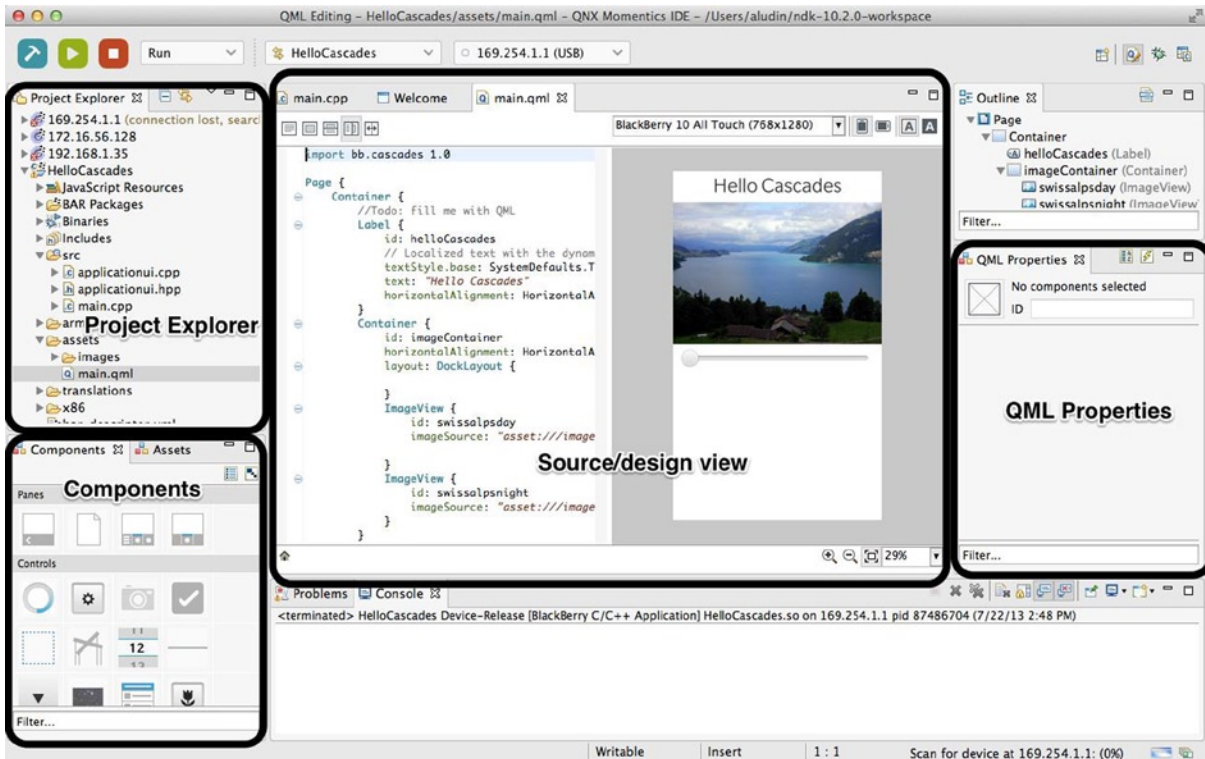 QML Editing - HelloCascades/assets/main.qml - QNX Momentics IDE - /Users/aludin/ndk-10.2.0-workspace
Run
HelloCascades
169.254.1.1 (USB)
Project Explorer
169.254.1.1 (connection lost, searc
172.16.56.128
192.168.1.35
HelloCascades
JavaScript Resources
BAR Packages
Binaries
Includes
src
applicationui.cpp
applicationui.hpp
main.cpp
arm
Project Explorer
assets
images
main.qml
translations
x86
Components
Assets
Components
Panes
Controls
11
12
13
Filter...
main.cpp
Welcome
main.qml
BlackBerry 10 All Touch (768x1280)
A A
import bb.cascades 1.0
Page {
Container {
//Todo: fill me with QML
Label {
id: helloCascades
// Localized text with the dynam
textStyle.base: SystemDefaults.T
text: "Hello Cascades"
horizontalAlignment: HorizontalA
}
Container {
id: imageContainer
horizontalAlignment: HorizontalA
layout: DockLayout {
}
ImageView {
id: swissalpsday
imageSource: "asset:///image
}
ImageView {
id: swissalpsnight
imageSource: "asset:///image
}
}
Hello Cascades
Source/design view
29%
Outline
Page
Container
helloCascades (Label)
imageContainer (Container)
swissalpsday (ImageView)
swissalpsnight (ImageView
Filter...
QML Properties
No components selected
ID
QML Properties
Filter...
Problems
Console
<terminated> HelloCascades Device-Release [BlackBerry C/C++ Application] HelloCascades.so on 169.254.1.1 pid 87486704 (7/22/13 2:48 PM)
Writable
Insert
1 : 1
Scan for device at 169.254.1.1: (0%)